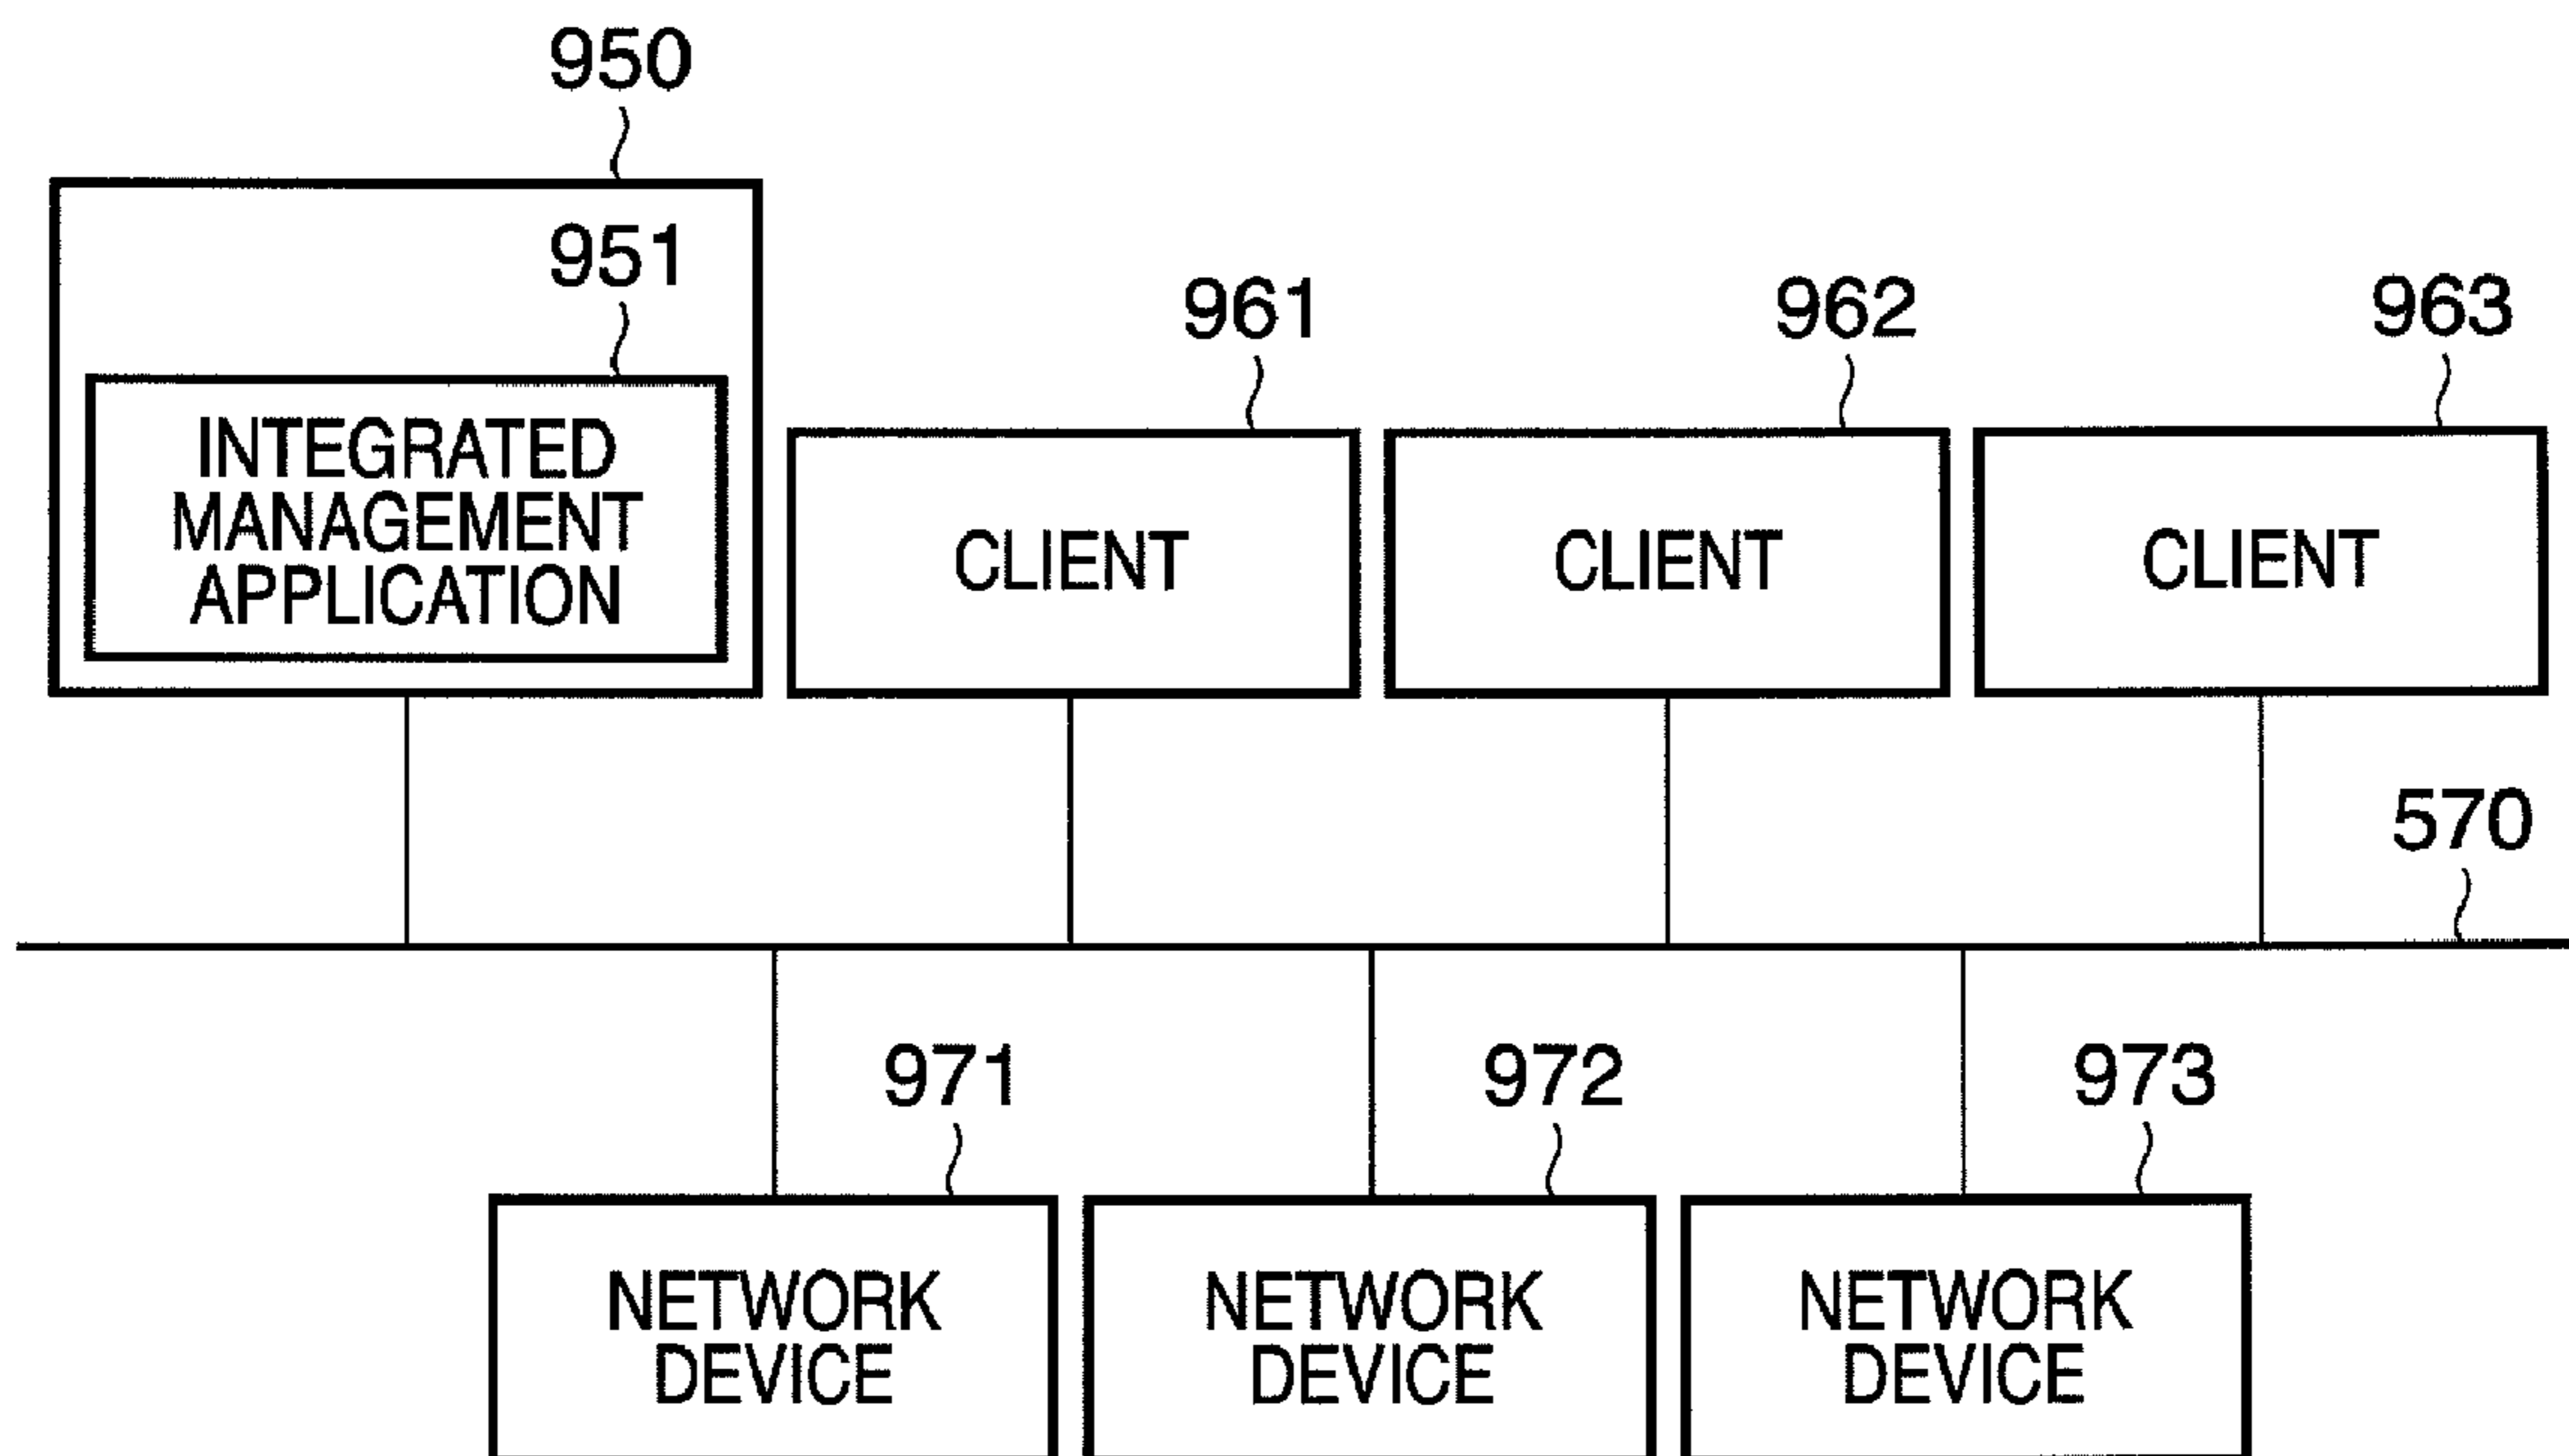 950
951
961
962
963
INTEGRATED
MANAGEMENT
APPLICATION
CLIENT
CLIENT
CLIENT
570
971
972
973
NETWORK
DEVICE
NETWORK
DEVICE
NETWORK
DEVICE